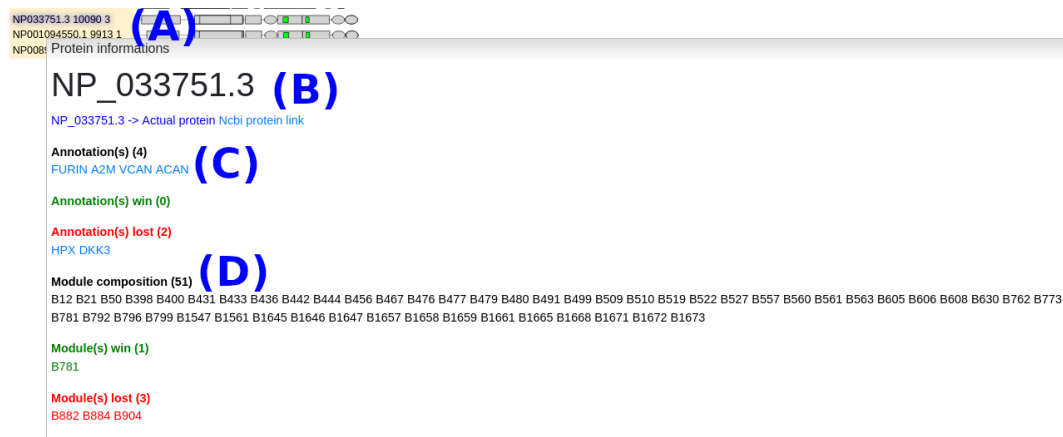 NP033751.3 10090 3 (A)
NP001094550.1 9913 1
NP0089
Protein informations
NP_033751.3 (B)
NP_033751.3 -> Actual protein Ncbi protein link
Annotation(s) (4)
FURIN A2M VCAN ACAN (C)
Annotation(s) win (0)
Annotation(s) lost (2)
HPX DKK3
Module composition (51) (D)
B12 B21 B50 B398 B400 B431 B433 B436 B442 B444 B456 B467 B476 B477 B479 B480 B491 B499 B509 B510 B519 B522 B527 B557 B560 B561 B563 B605 B606 B608 B630 B762 B773
B781 B792 B796 B799 B1547 B1561 B1645 B1646 B1647 B1657 B1658 B1659 B1661 B1665 B1668 B1671 B1672 B1673
Module(s) win (1)
B781
Module(s) lost (3)
B882 B884 B904